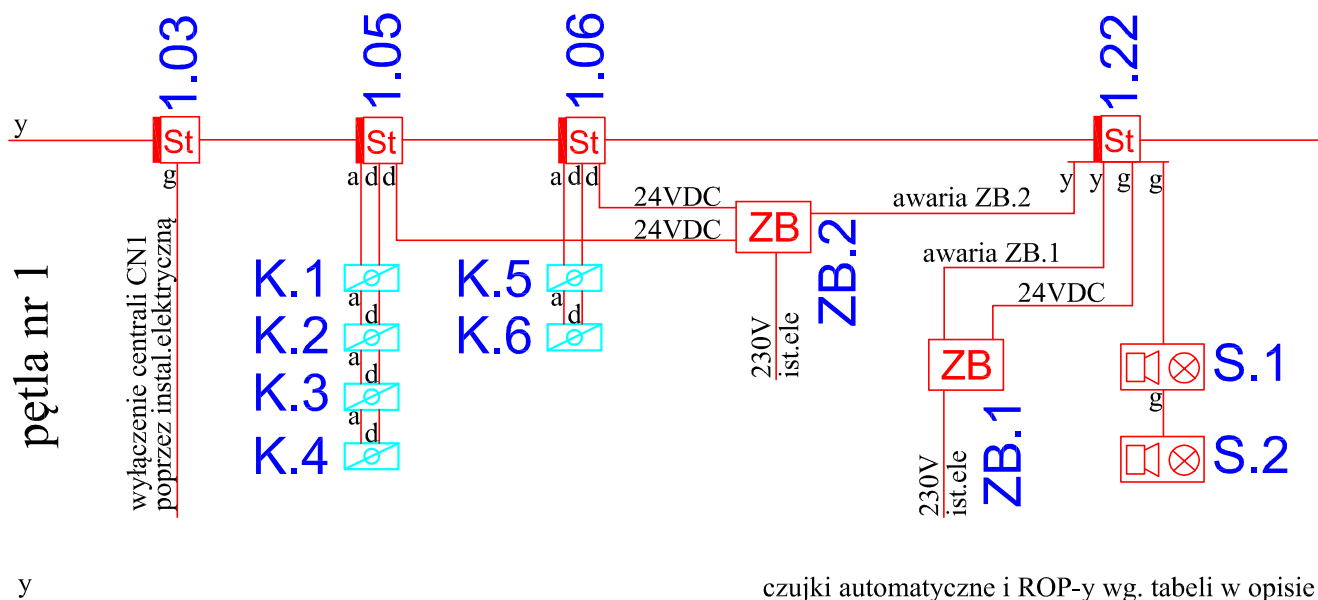 1.03
1.05
1.06
1.22
y
St
St
St
St
g
a d d
a d d
y y g g
24VDC
24VDC
ZB
ZB.2
awaria ZB.2
awaria ZB.1
24VDC
pętla nr 1
wyłączenie centrali CN1
poprzez instal.elektryczną
K.1
a
d
K.2
a
d
K.3
a
d
K.4
K.5
a
d
K.6
230V
ist.ele
ZB
ZB.1
230V
ist.ele
S.1
g
S.2
y
czujki automatyczne i ROP-y wg. tabeli w opisie